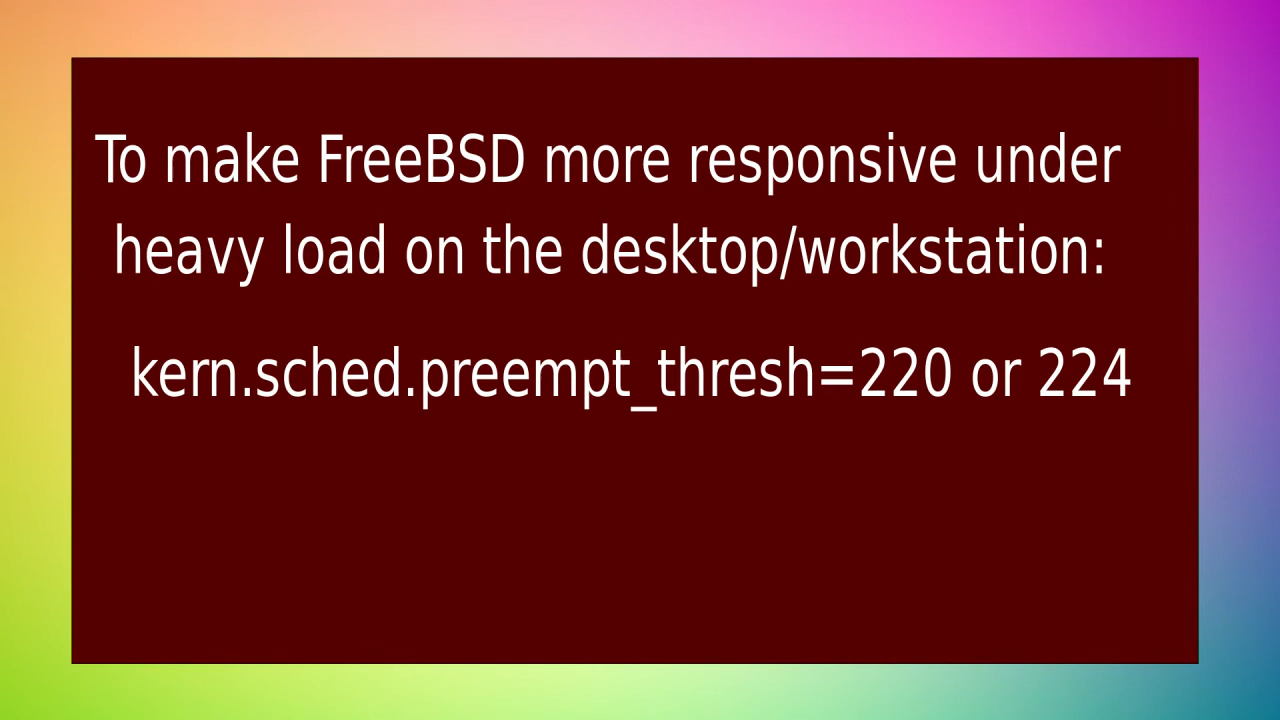 To make FreeBSD more responsive under
heavy load on the desktop/workstation:
kern.sched.preempt_thresh=220 or 224